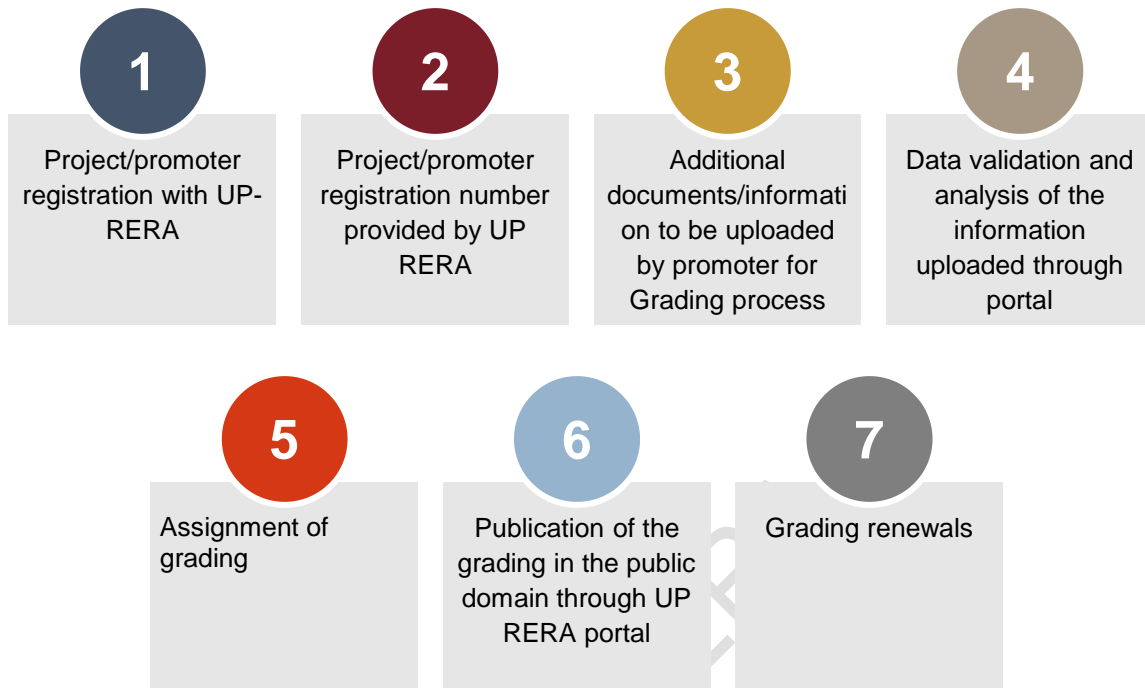 1
Project/promoter
registration with UP-
RERA
2
Project/promoter
registration number
provided by UP
RERA
3
Additional
documents/informati
on to be uploaded
by promoter for
Grading process
4
Data validation and
analysis of the
information
uploaded through
portal
5
Assignment of
grading
6
Publication of the
grading in the public
domain through UP
RERA portal
7
Grading renewals